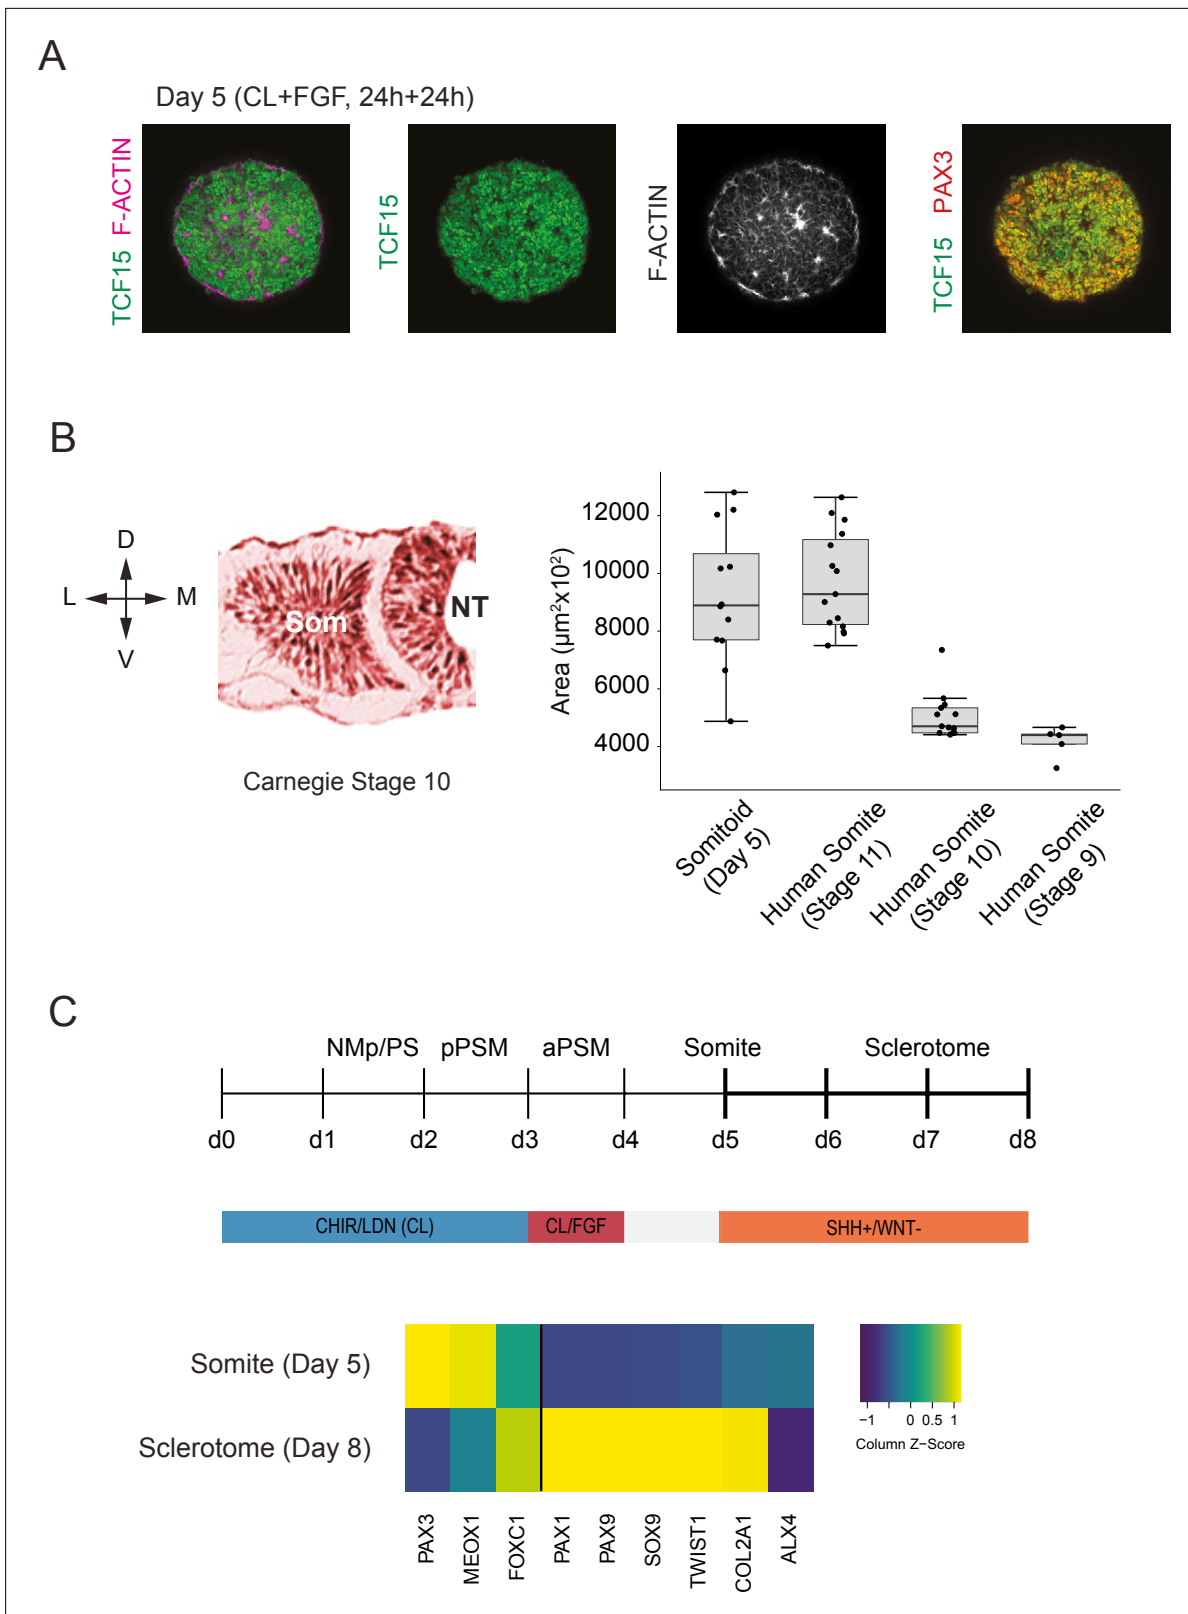 A
Day 5 (CL+FGF, 24h+24h)
TCF15 F-ACTIN
TCF15
F-ACTIN
TCF15 PAX3
B
D
L M
V
Som
NT
Carnegie Stage 10
Area (µm²x10²)
12000
10000
8000
6000
4000
Somitoid
(Day 5)
Human Somite
(Stage 11)
Human Somite
(Stage 10)
Human Somite
(Stage 9)
C
NMp/PS pPSM aPSM Somite Sclerotome
d0 d1 d2 d3 d4 d5 d6 d7 d8
CHIR/LDN (CL) CL/FGF SHH+/WNT-
Somite (Day 5)
Sclerotome (Day 8)
−1 0 0.5 1
Column Z−Score
PAX3
MEOX1
FOXC1
PAX1
PAX9
SOX9
TWIST1
COL2A1
ALX4